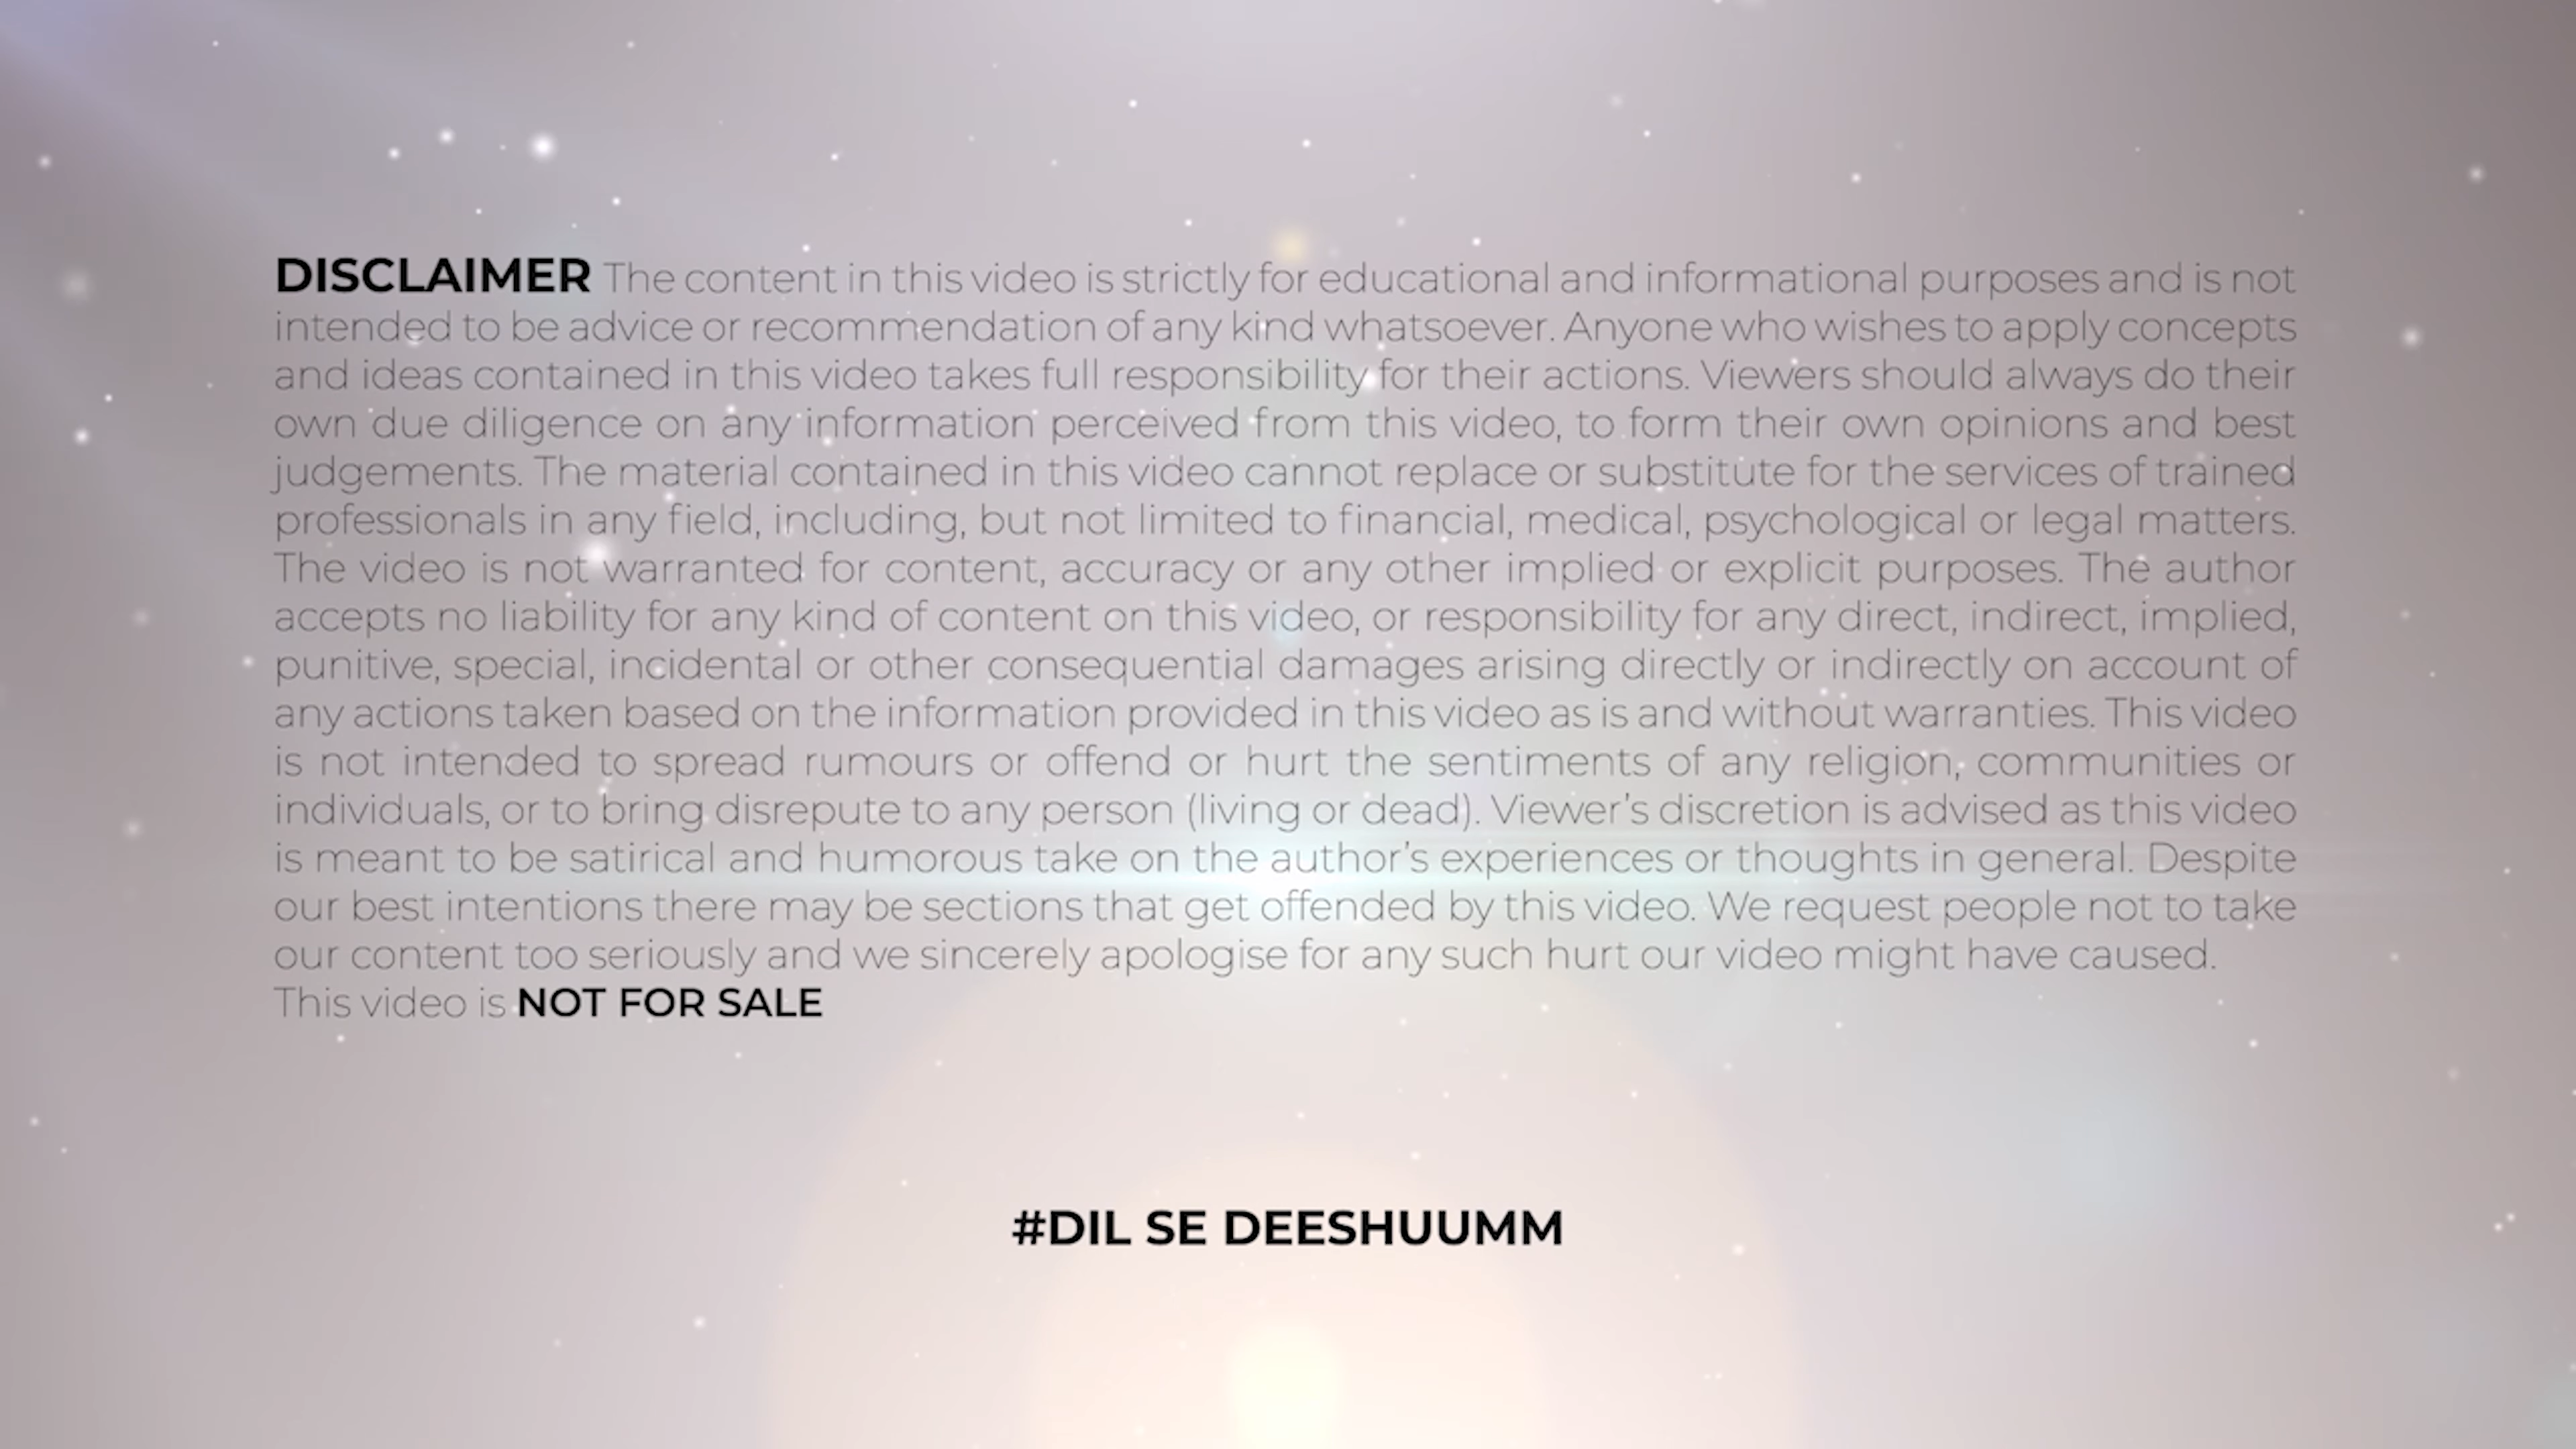 DISCLAIMER The content in this video is strictly for educational and informational purposes and is not
intended to be advice or recommendation of any kind whatsoever. Anyone who wishes to apply concepts
and ideas contained in this video takes full responsibility for their actions. Viewers should always do their
own due diligence on any information perceived from this video, to form their own opinions and best
judgements. The material contained in this video cannot replace or substitute for the services of trained
professionals in any field, including, but not limited to financial, medical, psychological or legal matters.
The video is not warranted for content, accuracy or any other implied or explicit purposes. The author
accepts no liability for any kind of content on this video, or responsibility for any direct, indirect, implied,
punitive, special, incidental or other consequential damages arising directly or indirectly on account of
any actions taken based on the information provided in this video as is and without warranties. This video
is not intended to spread rumours or offend or hurt the sentiments of any religion, communities or
individuals, or to bring disrepute to any person (living or dead). Viewer’s discretion is advised as this video
is meant to be satirical and humorous take on the author’s experiences or thoughts in general. Despite
our best intentions there may be sections that get offended by this video. We request people not to take
our content too seriously and we sincerely apologise for any such hurt our video might have caused.
This video is NOT FOR SALE
#DIL SE DEESHUUMM